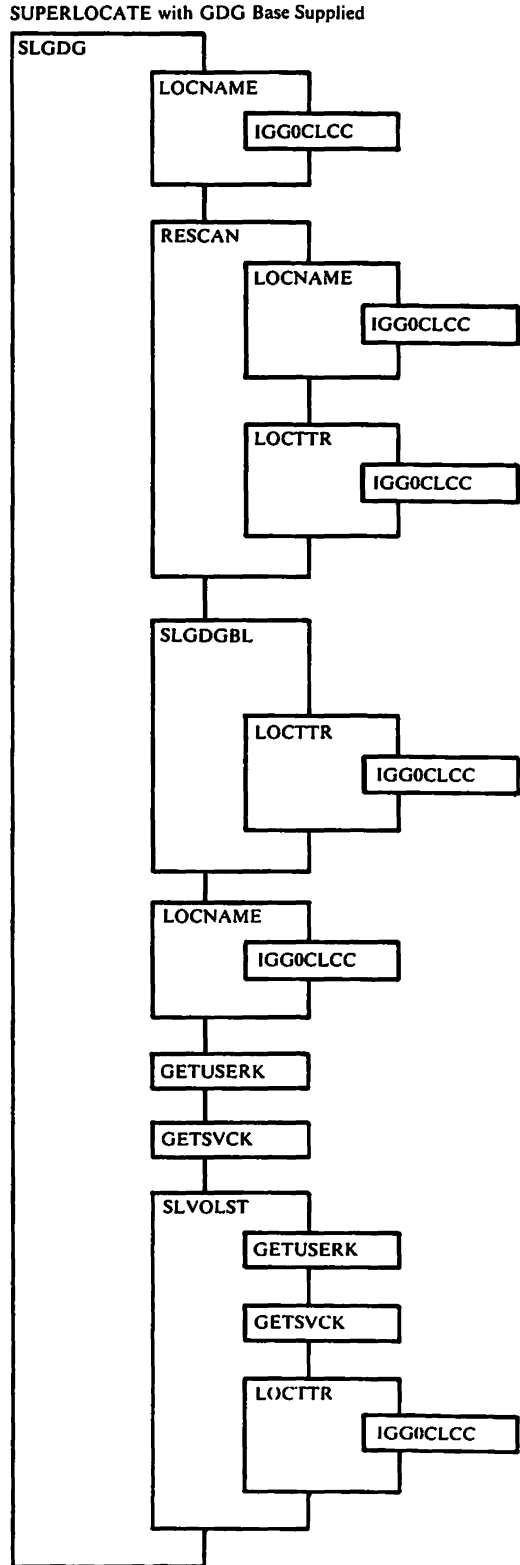 SUPERLOCATE with GDG Base Supplied
SLGDG
LOCNAME
IGG0CLCC
RESCAN
LOCNAME
IGG0CLCC
LOCTTR
IGG0CLCC
SLGDGBL
LOCTTR
IGG0CLCC
LOCNAME
IGG0CLCC
GETUSERK
GETSVCK
SLVOLST
GETUSERK
GETSVCK
LOCTTR
IGG0CLCC